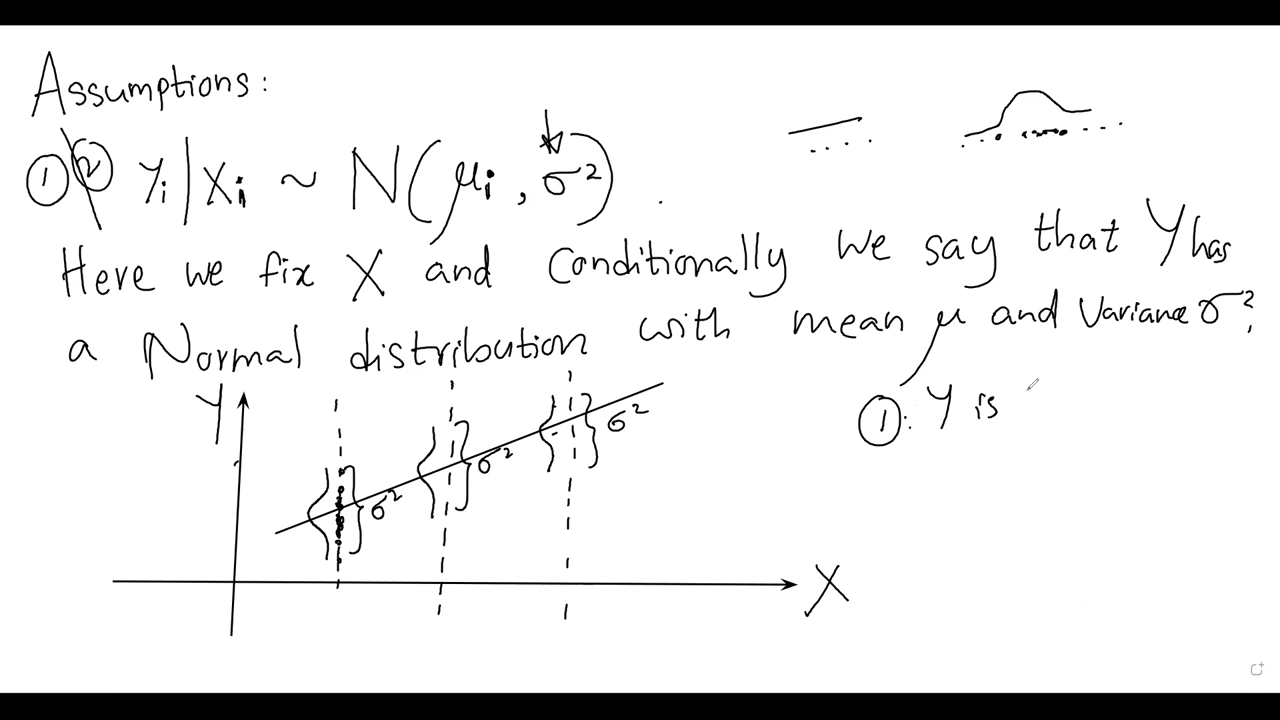 Assumptions:
① ② Yi | Xi ~ N(μi, σ²).
Here we fix X and Conditionally we say that Y has
a Normal distribution with mean μ and Variance σ².
Y
①: Y is
σ²
σ²
σ²
X